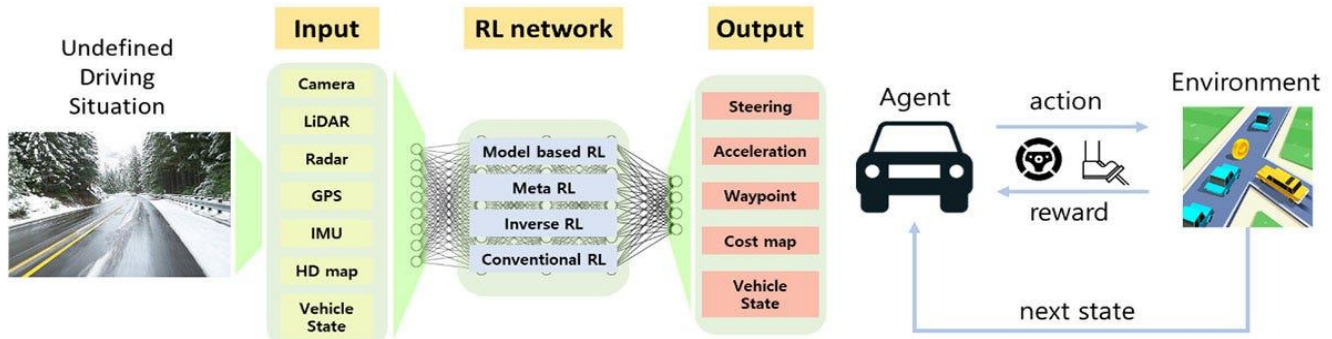 Undefined
Driving
Situation
Input
Camera
LiDAR
Radar
GPS
IMU
HD map
Vehicle
State
RL network
Model based RL
Meta RL
Inverse RL
Conventional RL
Output
Steering
Acceleration
Waypoint
Cost map
Vehicle
State
Agent
action
reward
Environment
next state